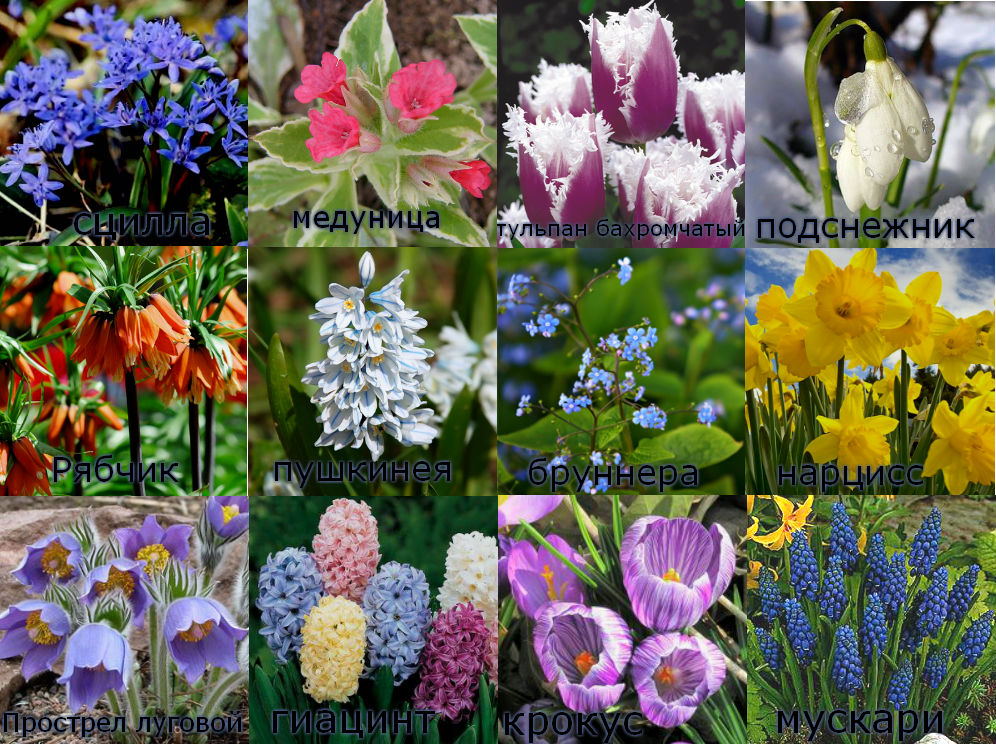 сцилла
медуница
тульпан бахромчатый
подснежник
Рябчик
пушкинея
бруннера
нарцисс
Прострел луговой
гиацинт
крокус
мускари